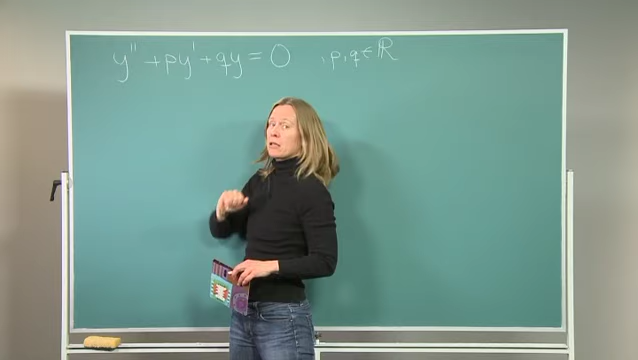 y'' + py' + qy = 0 , p, q ∈ ℝ